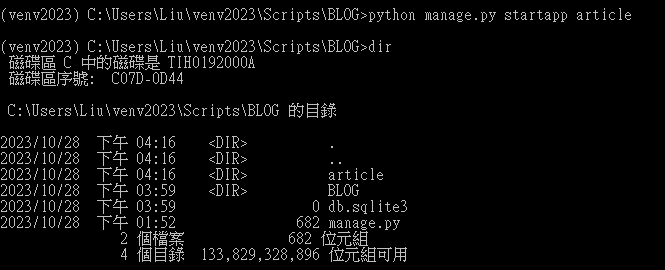 (venv2023) C:\Users\Liu\venv2023\Scripts\BLOG>python manage.py startapp article
(venv2023) C:\Users\Liu\venv2023\Scripts\BLOG>dir
磁碟區 C 中的磁碟是 TIH0192000A
磁碟區序號:  C07D-0D44
C:\Users\Liu\venv2023\Scripts\BLOG 的目錄
2023/10/28  下午 04:16    <DIR>          .
2023/10/28  下午 04:16    <DIR>          ..
2023/10/28  下午 04:16    <DIR>          article
2023/10/28  下午 03:59    <DIR>          BLOG
2023/10/28  下午 03:59                 0 db.sqlite3
2023/10/28  下午 01:52               682 manage.py
2 個檔案             682 位元組
4 個目錄  133,829,328,896 位元組可用